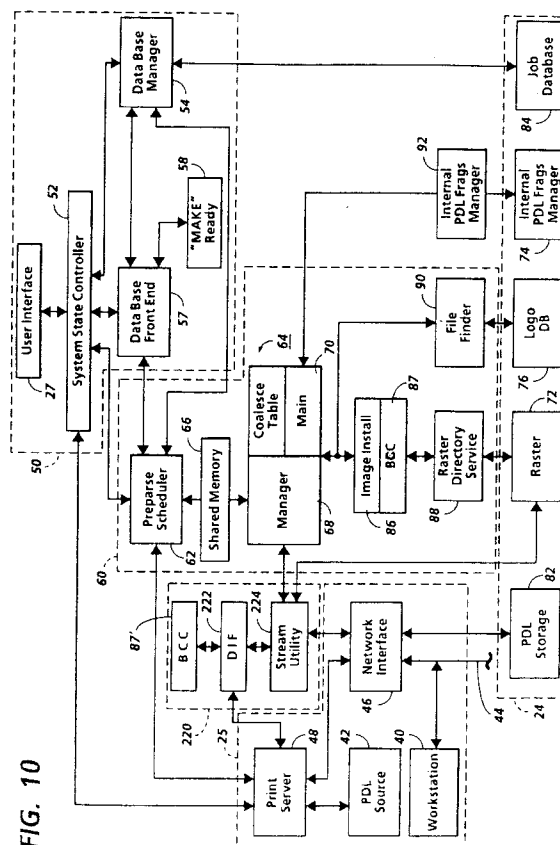 FIG. 10
User Interface
27
System State Controller
52
50
Data Base
Manager
54
Data Base
Front End
57
"MAKE"
Ready
58
60
Preparse
Scheduler
62
Shared Memory
66
64
Manager
68
Coalesce
Table
Main
70
Image Install
86
BCC
87
Raster
Directory
Service
88
File
Finder
90
Internal
PDL Frags
Manager
92
87'
BCC
222
DIF
224
Stream
Utility
220
25
Print
Server
48
PDL
Source
42
Network
Interface
46
Workstation
40
44
24
PDL
Storage
82
Raster
72
Logo
DB
76
Internal
PDL Frags
Manager
74
Job
Database
84